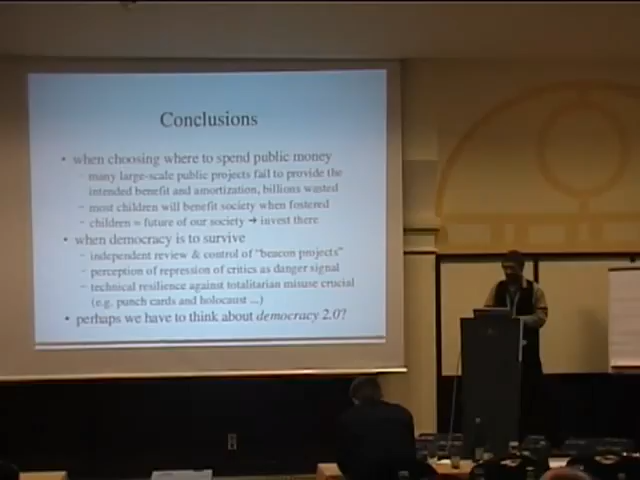 Conclusions
• when choosing where to spend public money
- many large-scale public projects fail to provide the
intended benefit and amortization, billions wasted
- most children will benefit society when fostered
- children = future of our society ➔ invest there
• when democracy is to survive
- independent review & control of "beacon projects"
- perception of repression of critics as danger signal
- technical resilience against totalitarian misuse crucial
(e.g. punch cards and holocaust ...)
• perhaps we have to think about democracy 2.0?